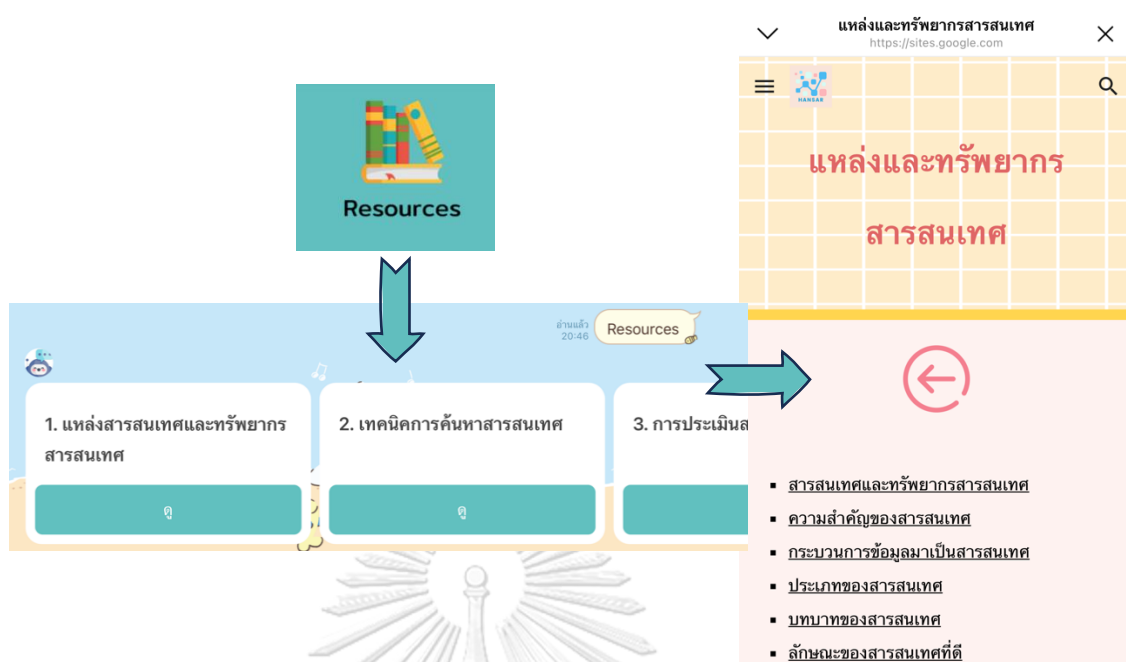 แหล่งและทรัพยากรสารสนเทศ
https://sites.google.com
HANSAR
แหล่งและทรัพยากร
สารสนเทศ
Resources
อ่านแล้ว
20:46
Resources
1. แหล่งสารสนเทศและทรัพยากร
สารสนเทศ
ดู
2. เทคนิคการค้นหาสารสนเทศ
ดู
3. การประเมินส
▪ สารสนเทศและทรัพยากรสารสนเทศ
▪ ความสำคัญของสารสนเทศ
▪ กระบวนการข้อมูลมาเป็นสารสนเทศ
▪ ประเภทของสารสนเทศ
▪ บทบาทของสารสนเทศ
▪ ลักษณะของสารสนเทศที่ดี